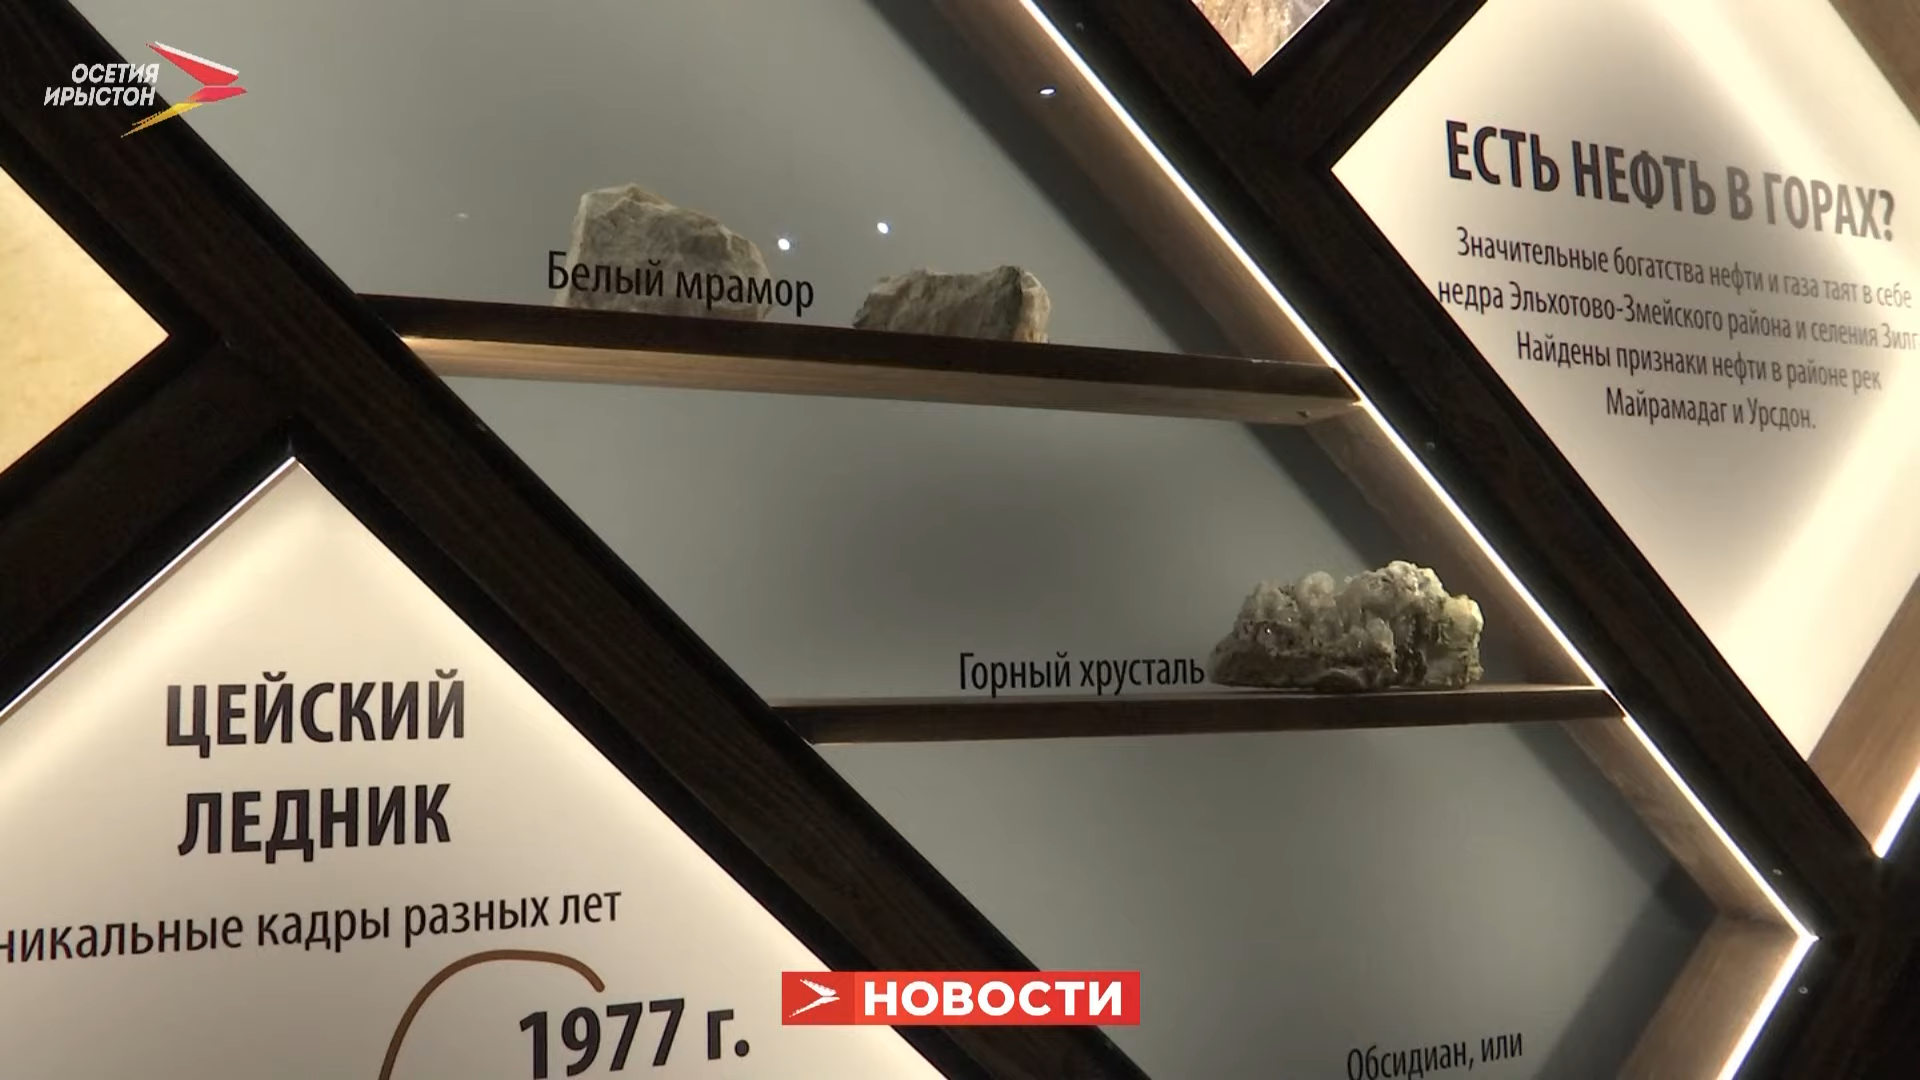 ОСЕТИЯ
ИРЫСТОН
ЕСТЬ НЕФТЬ В ГОРАХ?
Значительные богатства нефти и газа таят в себе
недра Эльхотово-Змейского района и селения
Найдены признаки нефти в районе рек
Майрамадаг и Урсдон.
Белый мрамор
Горный хрусталь
ЦЕЙСКИЙ
ЛЕДНИК
кадры разных лет
1977 г.
НОВОСТИ
Обсидиан, или